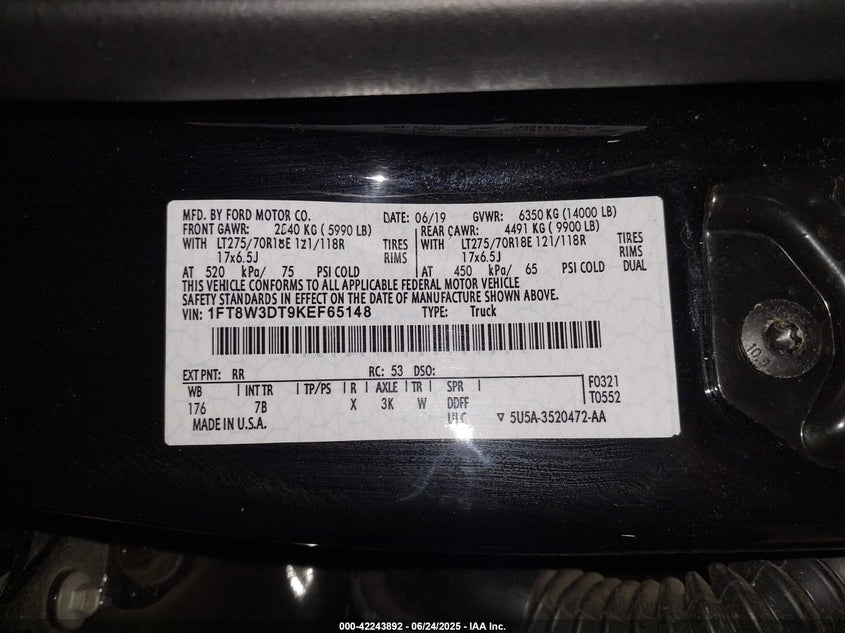 MFD. BY FORD MOTOR CO. DATE: 06/19 GVWR: 6350 KG (14000 LB)
FRONT GAWR: KG ( 5990 LB) REAR GAWR: 4491 KG ( 9900 LB)
WITH LT275/70R18E 121/118R TIRES WITH LT275/70R18E 121/118R TIRES
17x6.5J RIMS 17x6.5J RIMS
AT 520 kPa/ 75 PSI COLD AT 450 kPa/ 65 PSI COLD DUAL
THIS VEHICLE CONFORMS TO ALL APPLICABLE FEDERAL MOTOR VEHICLE
SAFETY STANDARDS IN EFFECT ON THE DATE OF MANUFACTURE SHOWN ABOVE.
VIN: 1FT8W3DT9KEF65148 TYPE: Truck
EXT PNT: RR RC: 53 DSO:
WB INT TR TP/PS R AXLE TR SPR F0321
176 7B X 3K W DDFF T0552
MADE IN U.S.A. ULC ▽ 5U5A-3520472-AA
10.9
000-42243892 - 06/24/2025 - IAA Inc.